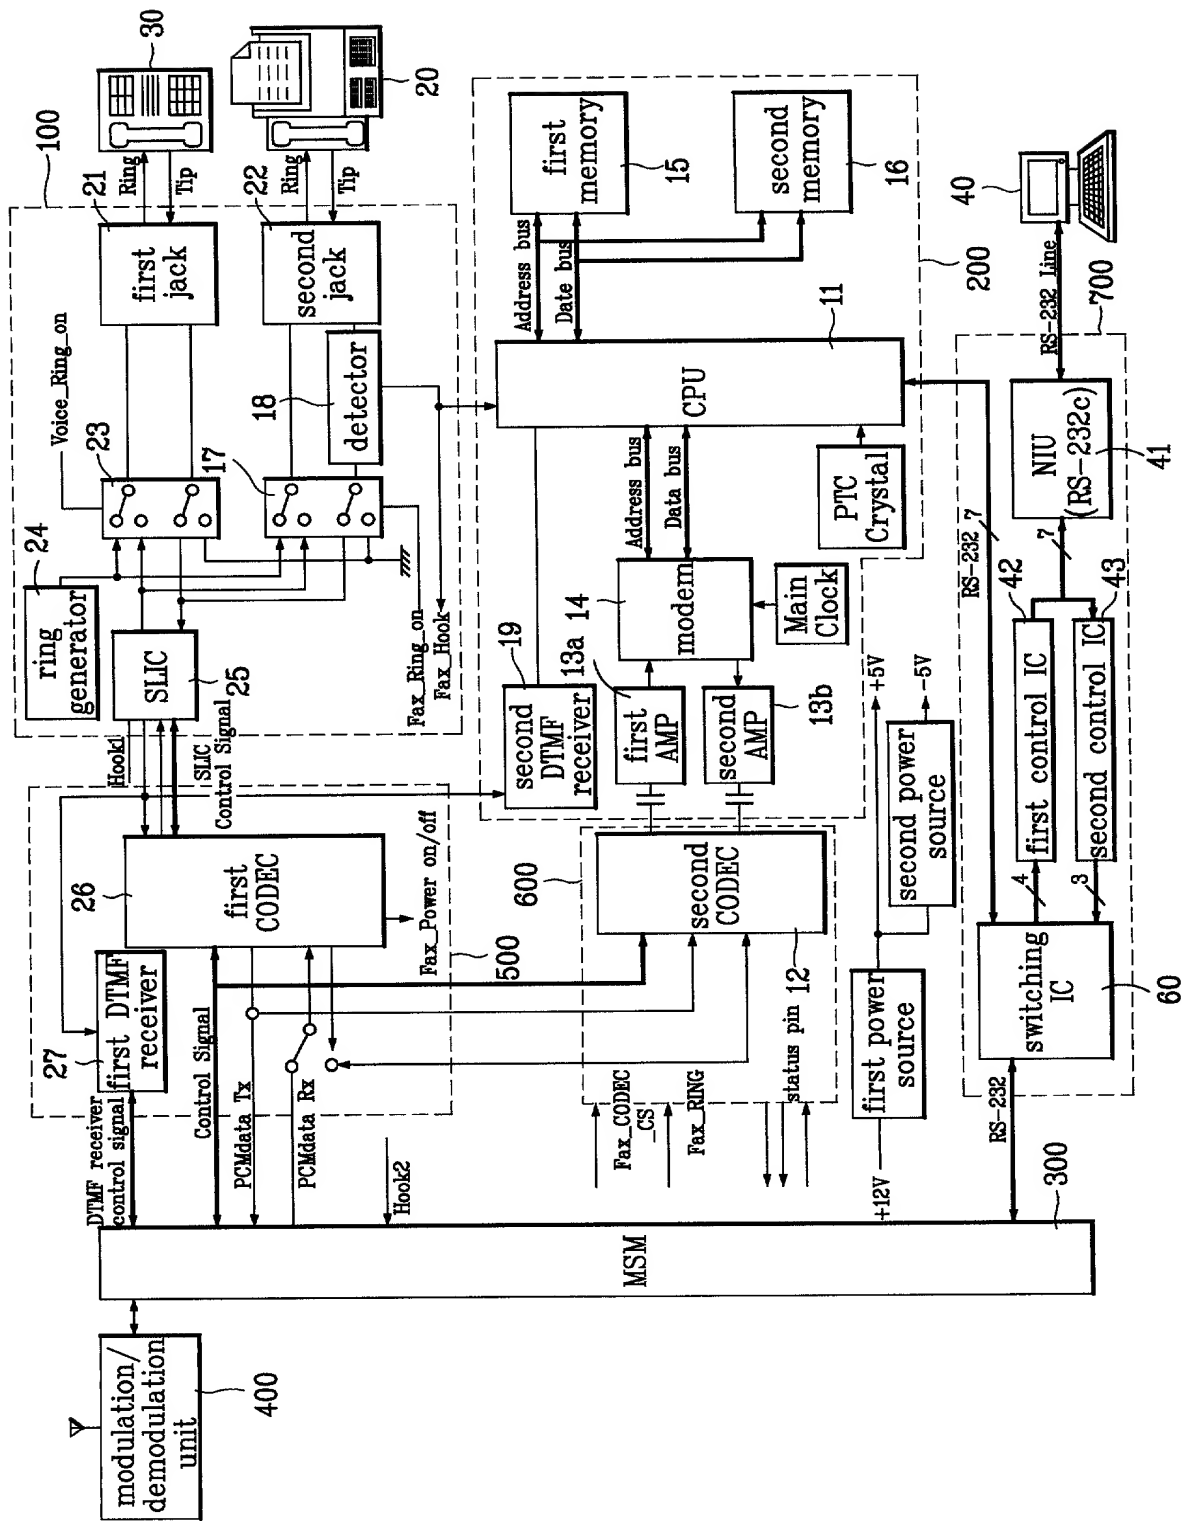 30
20
100
21
Ring
Tip
22
Ring
Tip
first
jack
second
jack
Voice_Ring_on
23
17
18
detector
24
ring
generator
SLIC
25
Fax_Ring_on
Fax_Hook
Hook1
SLIC
Control Signal
26
first
CODEC
Fax_Power on/off
500
27
first DTMF
receiver
DTMF receiver
control signal
Control Signal
PCMdata Tx
PCMdata Rx
Hook2
first
memory
15
second
memory
16
Address bus
Date bus
200
11
CPU
Address bus
Data bus
PTC
Crystal
14
modem
Main
Clock
19
second
DTMF
receiver
13a
first
AMP
second
AMP
13b
600
second
CODEC
12
status pin
Fax_CODEC
_CS
Fax_RING
+5V
-5V
second power
source
first power
source
+12V
40
RS-232 Line
700
NIU
(RS-232c)
41
RS-232
7
7
42
43
first control IC
second control IC
4
3
switching
IC
60
RS-232
300
MSM
modulation/
demodulation
unit
400